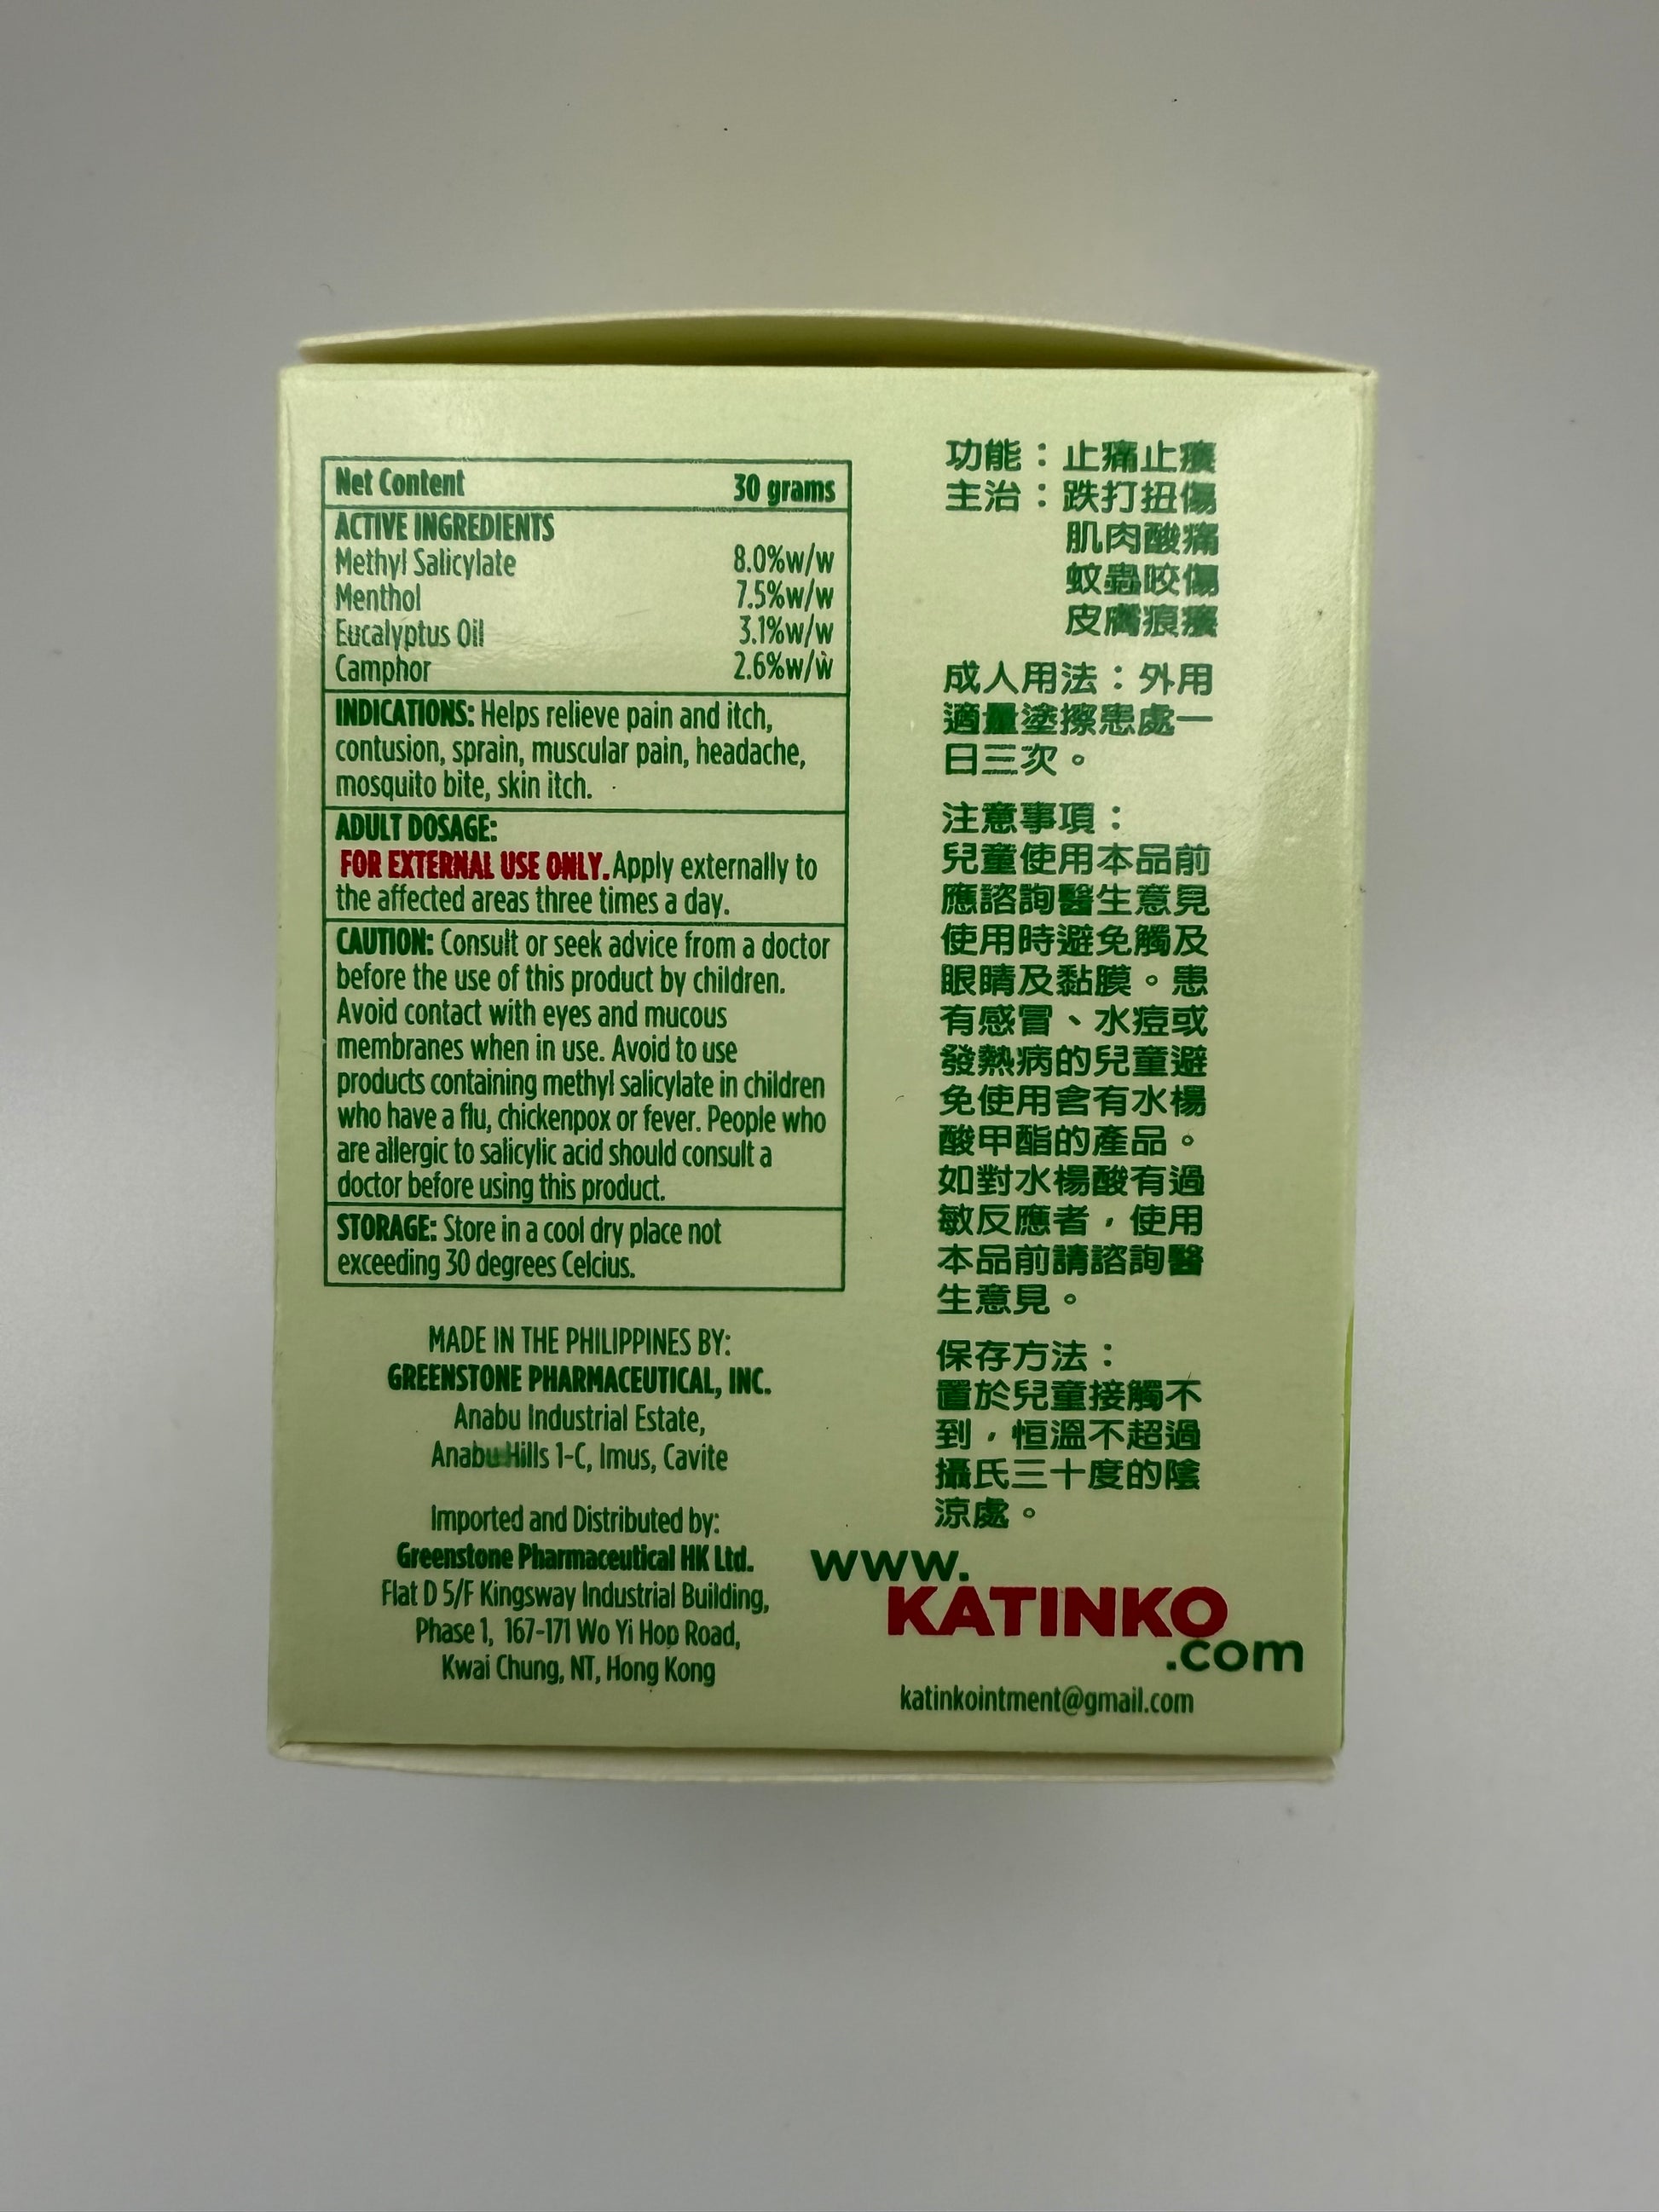 Net Content 30 grams
ACTIVE INGREDIENTS
Methyl Salicylate 8.0%w/w
Menthol 7.5%w/w
Eucalyptus Oil 3.1%w/w
Camphor 2.6%w/w
INDICATIONS: Helps relieve pain and itch,
contusion, sprain, muscular pain, headache,
mosquito bite, skin itch.
ADULT DOSAGE:
FOR EXTERNAL USE ONLY. Apply externally to
the affected areas three times a day.
CAUTION: Consult or seek advice from a doctor
before the use of this product by children.
Avoid contact with eyes and mucous
membranes when in use. Avoid to use
products containing methyl salicylate in children
who have a flu, chickenpox or fever. People who
are allergic to salicylic acid should consult a
doctor before using this product.
STORAGE: Store in a cool dry place not
exceeding 30 degrees Celcius.
MADE IN THE PHILIPPINES BY:
GREENSTONE PHARMACEUTICAL, INC.
Anabu Industrial Estate,
Anabu Hills 1-C, Imus, Cavite
Imported and Distributed by:
Greenstone Pharmaceutical HK Ltd.
Flat D 5/F Kingsway Industrial Building,
Phase 1, 167-171 Wo Yi Hop Road,
Kwai Chung, NT, Hong Kong
功能：止痛止癢
主治：跌打扭傷
肌肉酸痛
蚊蟲咬傷
皮膚痕癢
成人用法：外用
適量塗擦患處一
日三次。
注意事項：
兒童使用本品前
應諮詢醫生意見
使用時避免觸及
眼睛及黏膜。患
有感冒、水痘或
發熱病的兒童避
免使用含有水楊
酸甲酯的產品。
如對水楊酸有過
敏反應者，使用
本品前請諮詢醫
生意見。
保存方法：
置於兒童接觸不
到，恒溫不超過
攝氏三十度的陰
涼處。
www.
KATINKO
.com
katinkointment@gmail.com